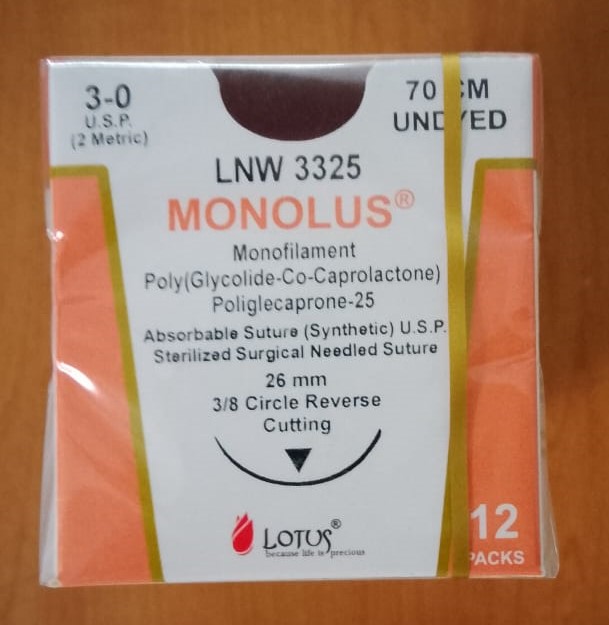 3-0
U.S.P.
(2 Metric)
70 CM
UNDYED
LNW 3325
MONOLUS®
Monofilament
Poly(Glycolide-Co-Caprolactone)
Poliglecaprone-25
Absorbable Suture (Synthetic) U.S.P.
Sterilized Surgical Needled Suture
26 mm
3/8 Circle Reverse
Cutting
LOTUS®
because life is precious
12
PACKS